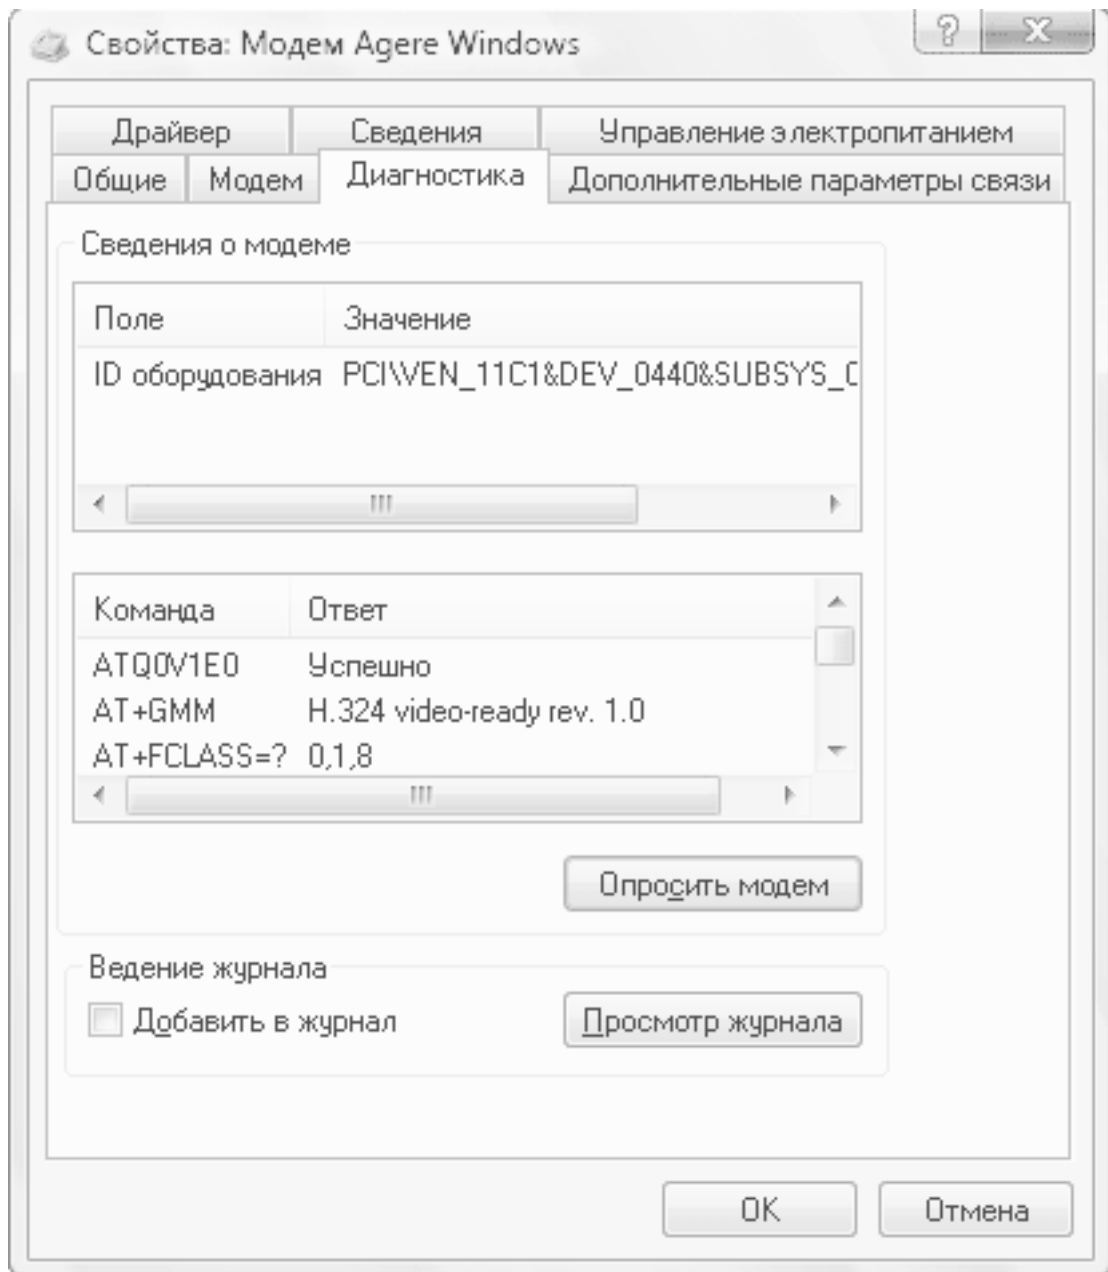 Свойства: Модем Agere Windows
Драйвер Сведения Управление электропитанием
Общие Модем Диагностика Дополнительные параметры связи
Сведения о модеме
Поле Значение
ID оборудования PCI\VEN_11C1&DEV_0440&SUBSYS_0
Команда Ответ
ATQ0V1E0 Успешно
AT+GMM H.324 video-ready rev. 1.0
AT+FCLASS=? 0,1,8
Опросить модем
Ведение журнала
Добавить в журнал Просмотр журнала
OK Отмена